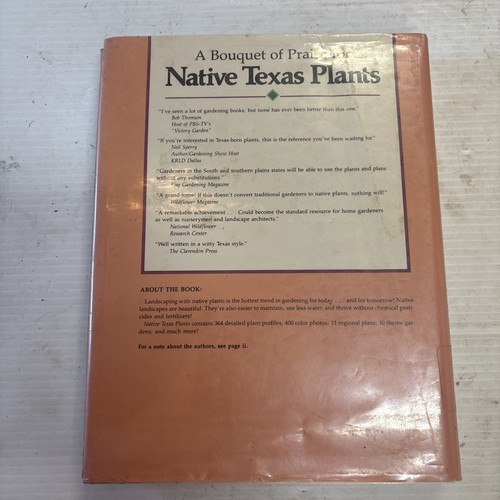 A Bouquet of Praise for
Native Texas Plants
"I've seen a lot of gardening books, but none has ever been better than this one."
Bob Thomson
Host of PBS-TV's
"Victory Garden"
"If you're interested in Texas-born plants, this is the reference you've been waiting for."
Neil Sperry
Author/Gardening Show Host
KRLD Dallas
"Gardeners in the South and southern plains states will be able to use the plants and plans
without any substitutions."
Fine Gardening Magazine
"A grand tome! If this doesn't convert traditional gardeners to native plants, nothing will!"
Wildflower Magazine
"A remarkable achievement . . . Could become the standard resource for home gardeners
as well as nurserymen and landscape architects."
National Wildflower
Research Center
"Well written in a witty Texas style."
The Clarendon Press
ABOUT THE BOOK:
Landscaping with native plants is the hottest trend in gardening for today . . . and for tomorrow! Native
landscapes are beautiful. They're also easier to maintain, use less water, and thrive without chemical pesti-
cides and fertilizers!
Native Texas Plants contains 364 detailed plant profiles; 400 color photos; 11 regional plans; 10 theme gar-
dens; and much more!
For a note about the authors, see page ii.